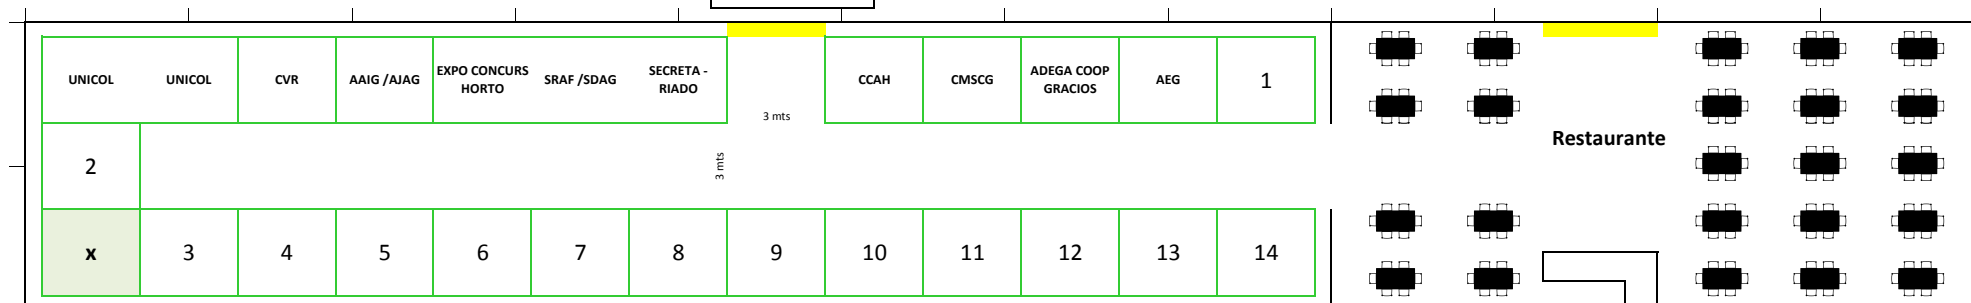 UNICOL
UNICOL
CVR
AAIG /AJAG
EXPO CONCURS
HORTO
SRAF /SDAG
SECRETA -
RIADO
CCAH
CMSCG
ADEGA COOP
GRACIOS
AEG
1
3 mts
Restaurante
2
3 mts
x
3
4
5
6
7
8
9
10
11
12
13
14